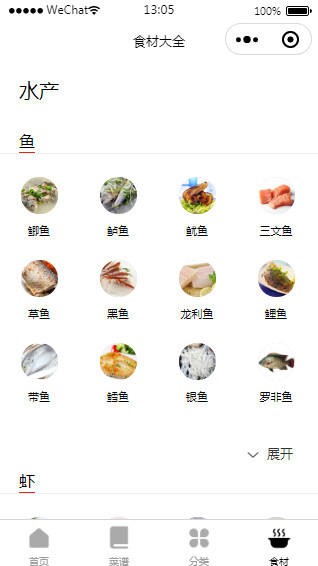 WeChat 13:05 100%
食材大全
水产
鱼
鲫鱼 鲈鱼 鱿鱼 三文鱼
草鱼 黑鱼 龙利鱼 鲤鱼
带鱼 鳕鱼 银鱼 罗非鱼
展开
虾
首页 菜谱 分类 食材